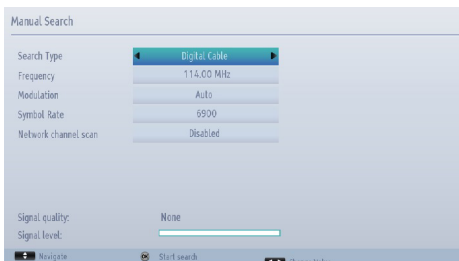 Manual Search
Search Type Digital Cable
Frequency 114.00 MHz
Modulation Auto
Symbol Rate 6900
Network channel scan Disabled
Signal quality: None
Signal level:
Navigate Start search